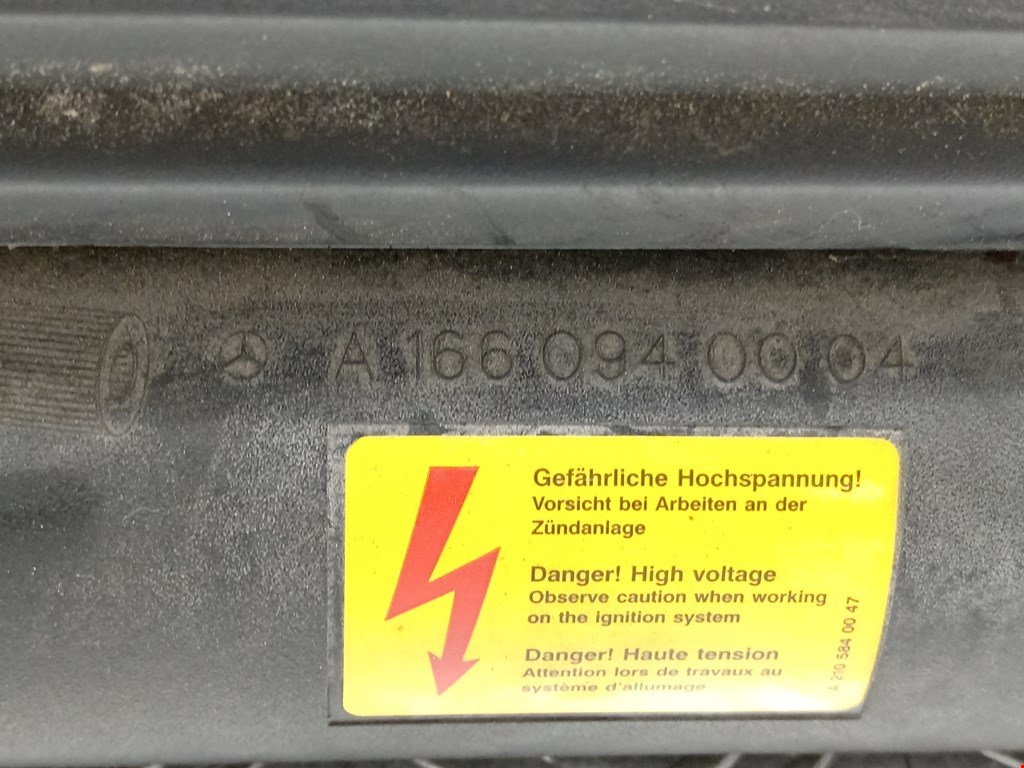 A 166 094 00 04
Gefährliche Hochspannung!
Vorsicht bei Arbeiten an der
Zündanlage
Danger! High voltage
Observe caution when working
on the ignition system
Danger! Haute tension
Attention lors de travaux au
système d'allumage
A 210 584 00 47